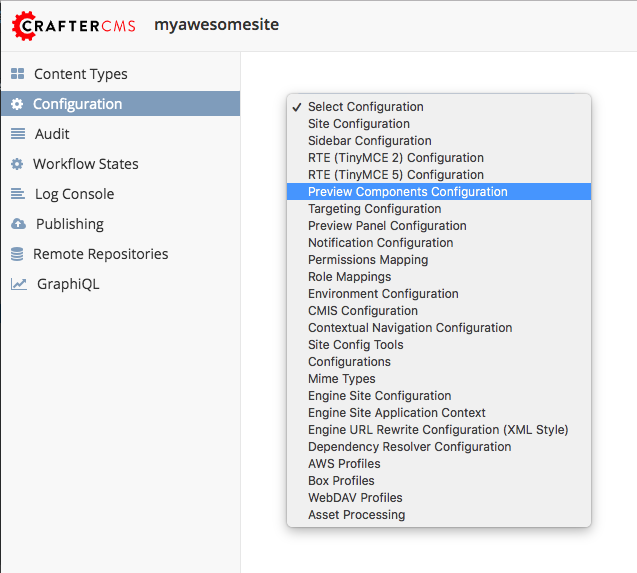 CRAFTERCMS myawesomesite
Content Types
Configuration
Audit
Workflow States
Log Console
Publishing
Remote Repositories
GraphiQL
✓ Select Configuration
Site Configuration
Sidebar Configuration
RTE (TinyMCE 2) Configuration
RTE (TinyMCE 5) Configuration
Preview Components Configuration
Targeting Configuration
Preview Panel Configuration
Notification Configuration
Permissions Mapping
Role Mappings
Environment Configuration
CMIS Configuration
Contextual Navigation Configuration
Site Config Tools
Configurations
Mime Types
Engine Site Configuration
Engine Site Application Context
Engine URL Rewrite Configuration (XML Style)
Dependency Resolver Configuration
AWS Profiles
Box Profiles
WebDAV Profiles
Asset Processing